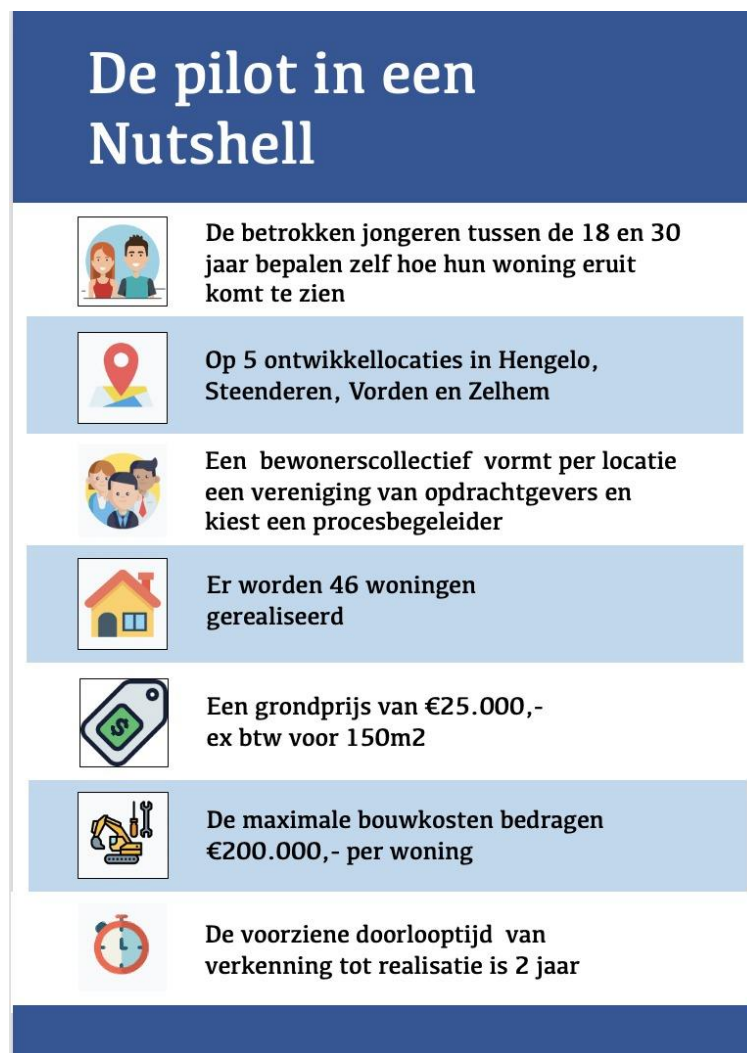 De pilot in een
Nutshell
De betrokken jongeren tussen de 18 en 30
jaar bepalen zelf hoe hun woning eruit
komt te zien
Op 5 ontwikkellocaties in Hengelo,
Steenderen, Vorden en Zelhem
Een bewonerscollectief vormt per locatie
een vereniging van opdrachtgevers en
kiest een procesbegeleider
Er worden 46 woningen
gerealiseerd
$
Een grondprijs van €25.000,-
ex btw voor 150m2
De maximale bouwkosten bedragen
€200.000,- per woning
De voorziene doorlooptijd van
verkenning tot realisatie is 2 jaar